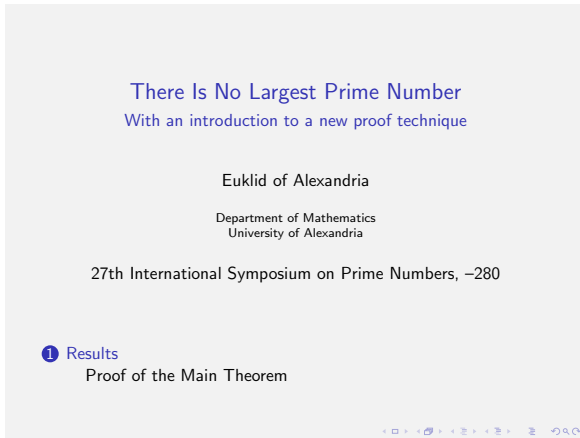 There Is No Largest Prime Number
With an introduction to a new proof technique
Euklid of Alexandria
Department of Mathematics
University of Alexandria
27th International Symposium on Prime Numbers, –280
1 Results
Proof of the Main Theorem